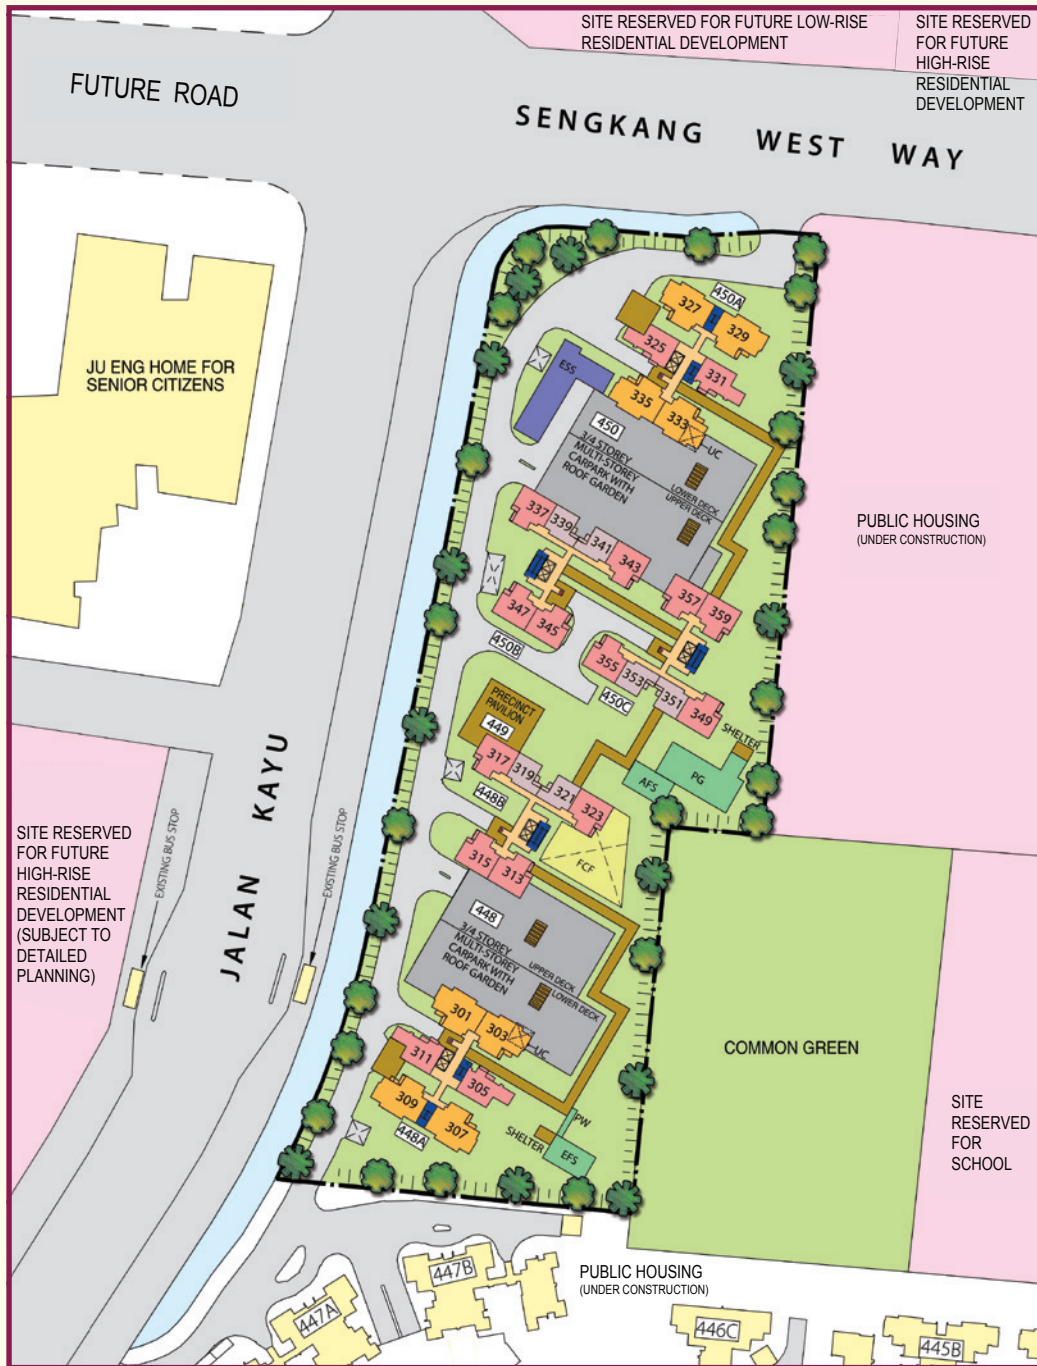 SITE RESERVED FOR FUTURE LOW-RISE
RESIDENTIAL DEVELOPMENT
SITE RESERVED
FOR FUTURE
HIGH-RISE
RESIDENTIAL
DEVELOPMENT
FUTURE ROAD
SENGKANG WEST WAY
JU ENG HOME FOR
SENIOR CITIZENS
450A
327
329
325
331
ESS
335
333
UC
450
3/4 STOREY
MULTI-STOREY
CARPARK WITH
ROOF GARDEN
LOWER DECK
UPPER DECK
337
339
341
343
347
345
450B
357
359
355
353
351
349
450C
PUBLIC HOUSING
(UNDER CONSTRUCTION)
PRECINCT
PAVILION
449
SHELTER
PG
AFS
317
319
321
323
448B
315
313
FCF
JALAN KAYU
EXISTING BUS STOP
EXISTING BUS STOP
SITE RESERVED
FOR FUTURE
HIGH-RISE
RESIDENTIAL
DEVELOPMENT
(SUBJECT TO
DETAILED
PLANNING)
448
3/4 STOREY
MULTI-STOREY
CARPARK WITH
ROOF GARDEN
UPPER DECK
LOWER DECK
301
303
UC
311
305
309
307
448A
PW
SHELTER
EFS
COMMON GREEN
SITE
RESERVED
FOR
SCHOOL
447B
447A
PUBLIC HOUSING
(UNDER CONSTRUCTION)
446C
445B